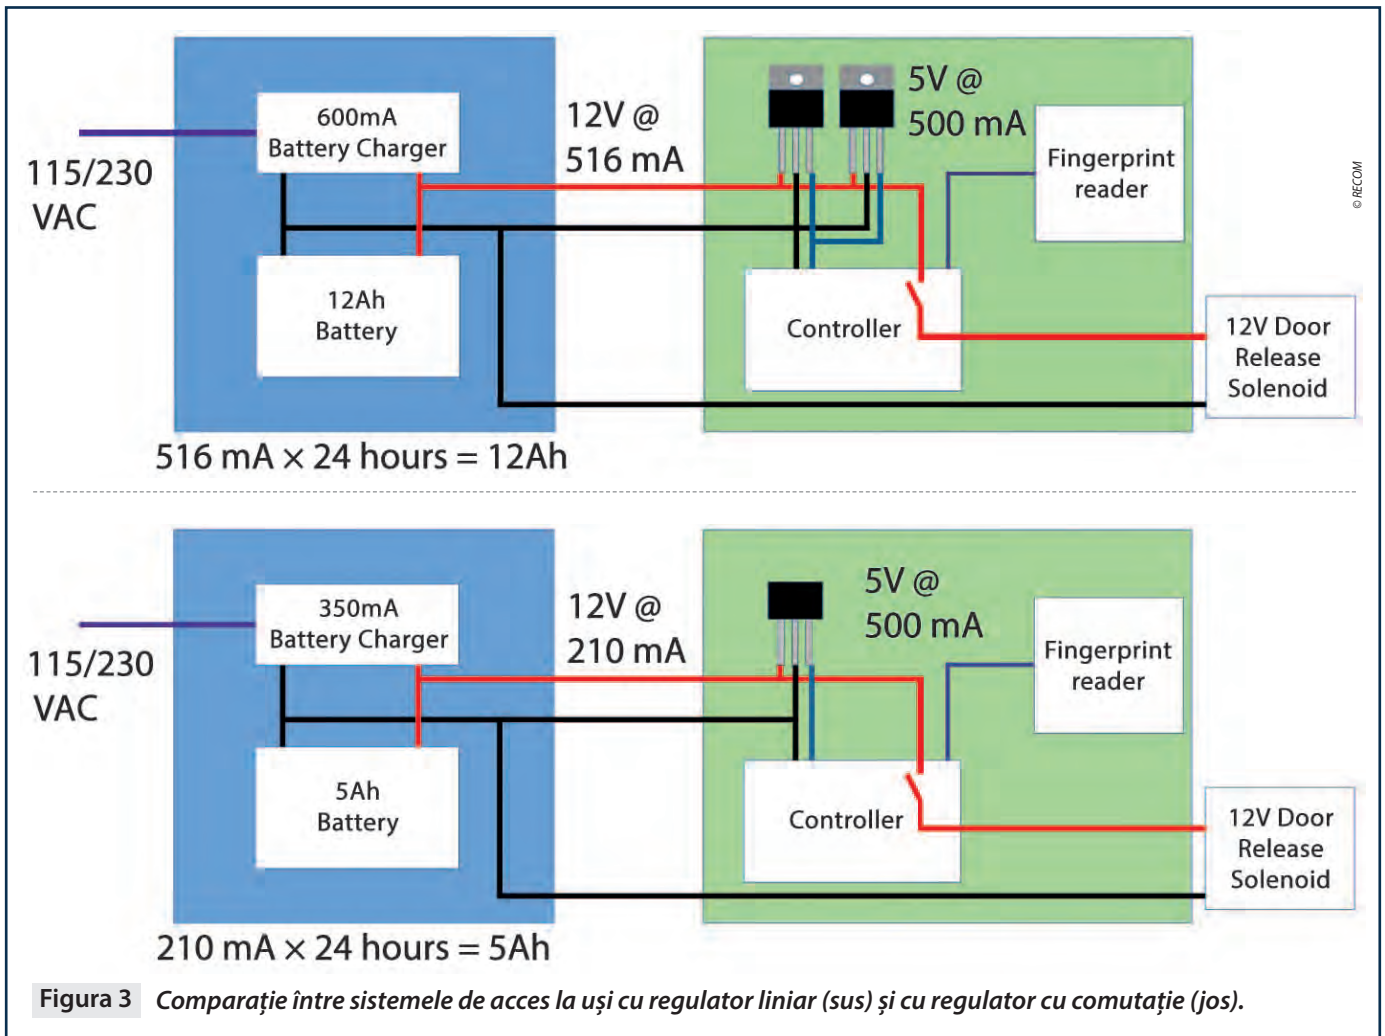 600mA
Battery Charger
115/230
VAC
12Ah
Battery
12V @
516 mA
5V @
500 mA
Fingerprint
reader
Controller
12V Door
Release
Solenoid
© RECOM
516 mA × 24 hours = 12Ah
350mA
Battery Charger
115/230
VAC
5Ah
Battery
12V @
210 mA
5V @
500 mA
Fingerprint
reader
Controller
12V Door
Release
Solenoid
210 mA × 24 hours = 5Ah
Figura 3 Comparație între sistemele de acces la uși cu regulator liniar (sus) și cu regulator cu comutație (jos).